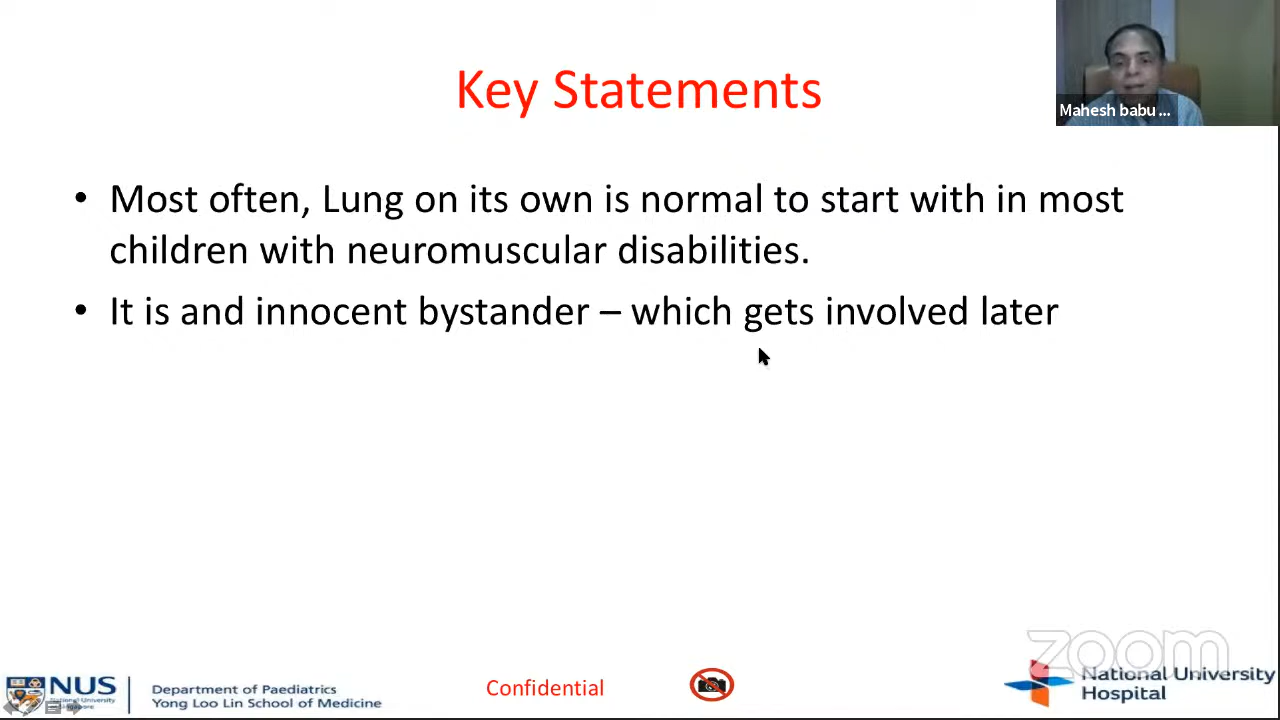 Key Statements
Mahesh babu ...
• Most often, Lung on its own is normal to start with in most
children with neuromuscular disabilities.
• It is and innocent bystander – which gets involved later
zoom
NUS
National University
Singapore
Department of Paediatrics
Yong Loo Lin School of Medicine
Confidential
National University
Hospital